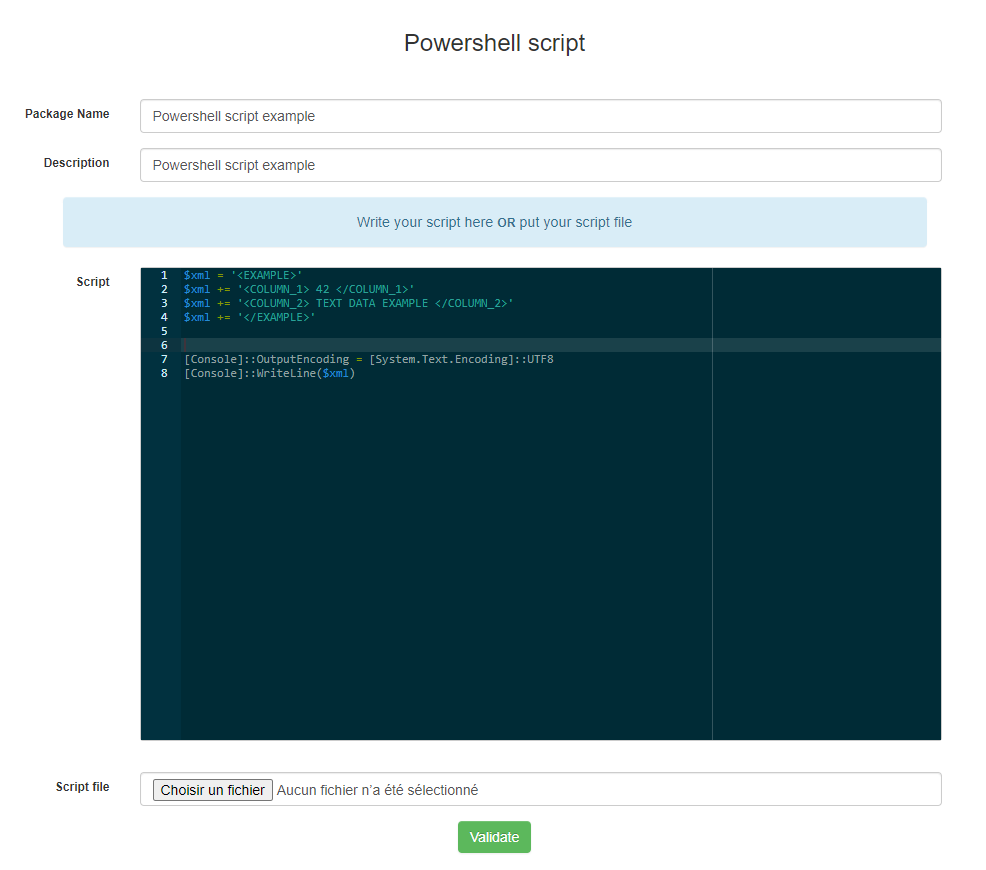 Powershell script
Package Name
Powershell script example
Description
Powershell script example
Write your script here OR put your script file
Script
1 $xml = '<EXAMPLE>'
2 $xml += '<COLUMN_1> 42 </COLUMN_1>'
3 $xml += '<COLUMN_2> TEXT DATA EXAMPLE </COLUMN_2>'
4 $xml += '</EXAMPLE>'
5
6
7 [Console]::OutputEncoding = [System.Text.Encoding]::UTF8
8 [Console]::WriteLine($xml)
Script file
Choisir un fichier Aucun fichier n’a été sélectionné
Validate